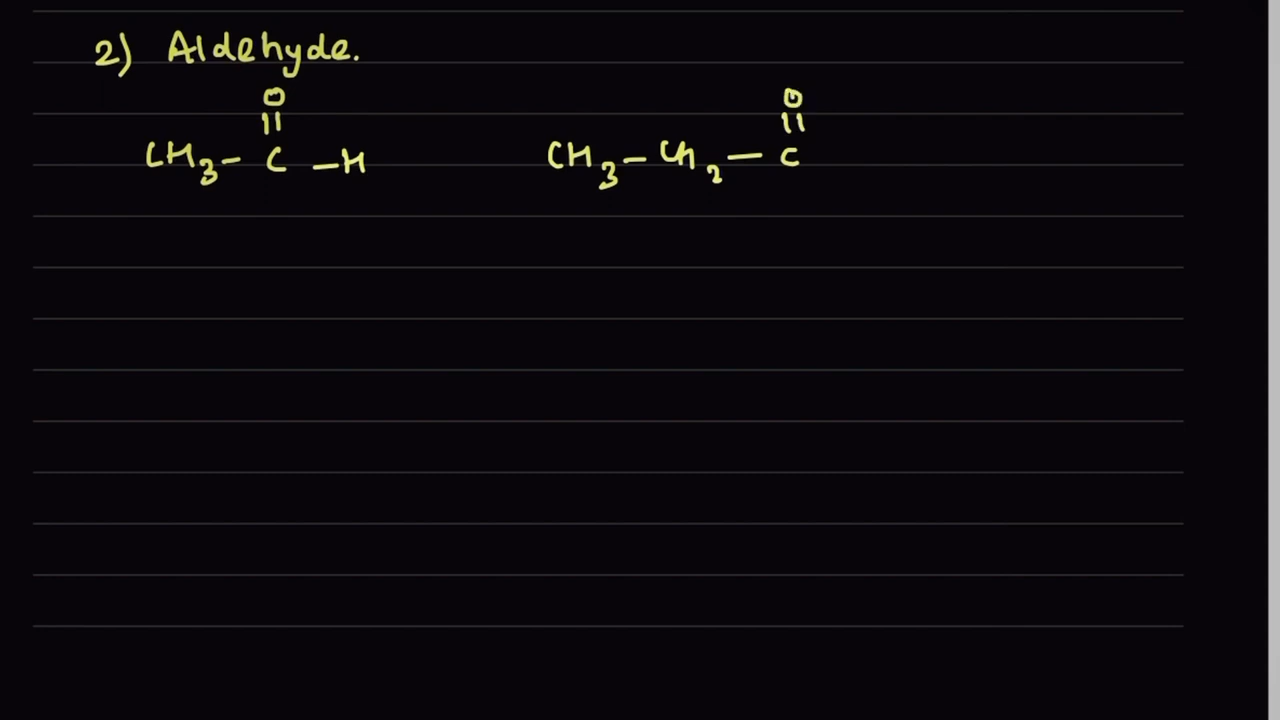 2) Aldehyde.
O O
|| ||
CH3- C -H CH3- CH2 - C